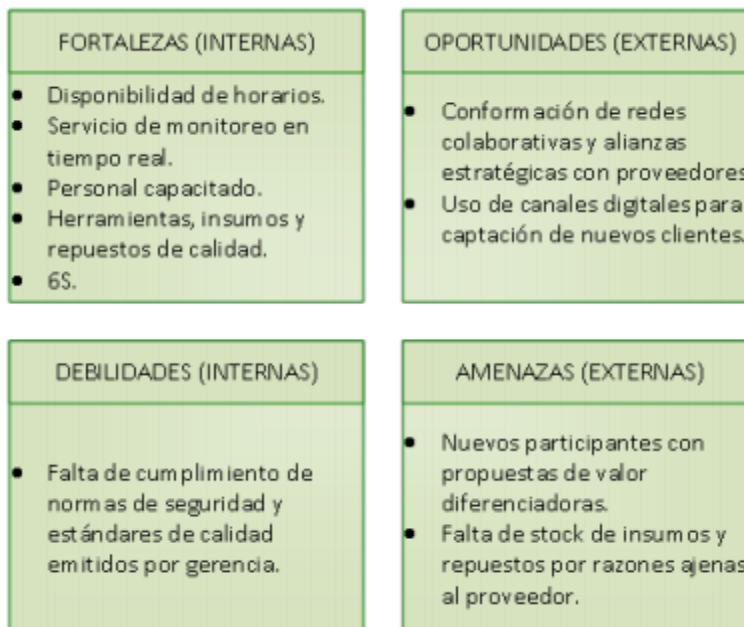 FORTALEZAS (INTERNAS)
• Disponibilidad de horarios.
• Servicio de monitoreo en
tiempo real.
• Personal capacitado.
• Herramientas, insumos y
repuestos de calidad.
• 6S.
OPORTUNIDADES (EXTERNAS)
• Conformación de redes
colaborativas y alianzas
estratégicas con proveedores
• Uso de canales digitales para
captación de nuevos clientes.
DEBILIDADES (INTERNAS)
• Falta de cumplimiento de
normas de seguridad y
estándares de calidad
emitidos por gerencia.
AMENAZAS (EXTERNAS)
• Nuevos participantes con
propuestas de valor
diferenciadoras.
• Falta de stock de insumos y
repuestos por razones ajenas
al proveedor.